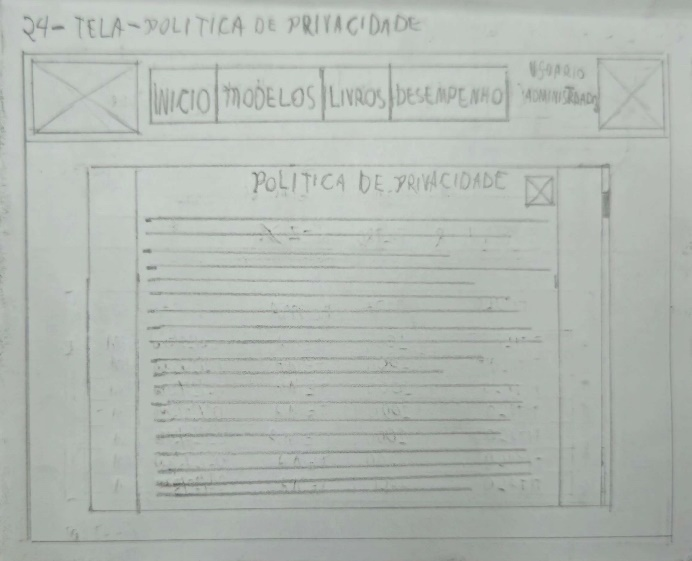 24- TELA-POLITICA DE PRIVACIDADE
INICIO MODELOS LIVROS DESEMPENHO
USUARIO
ADMINISTRADOR
POLITICA DE PRIVACIDADE